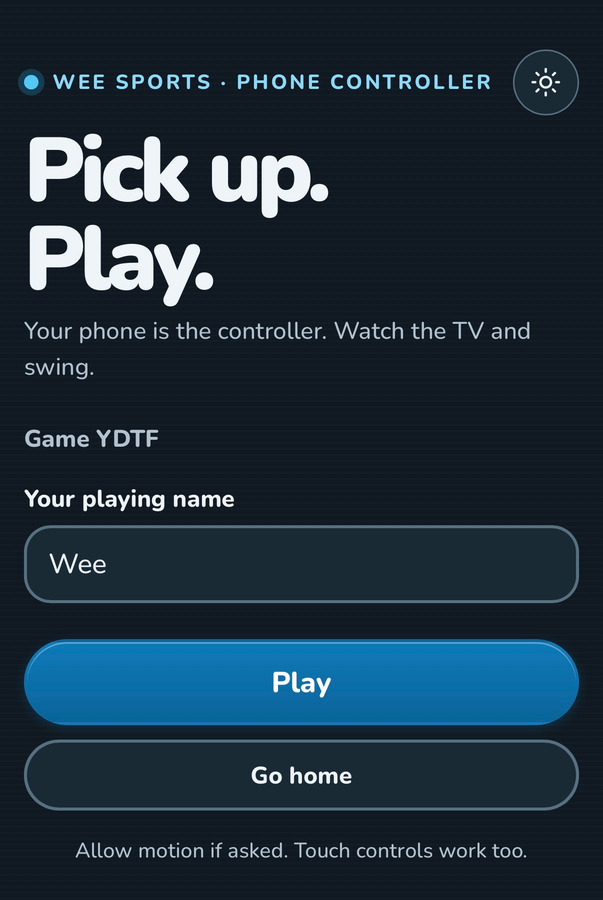 WEE SPORTS · PHONE CONTROLLER
Pick up.
Play.
Your phone is the controller. Watch the TV and
swing.
Game YDTF
Your playing name
Wee
Play
Go home
Allow motion if asked. Touch controls work too.